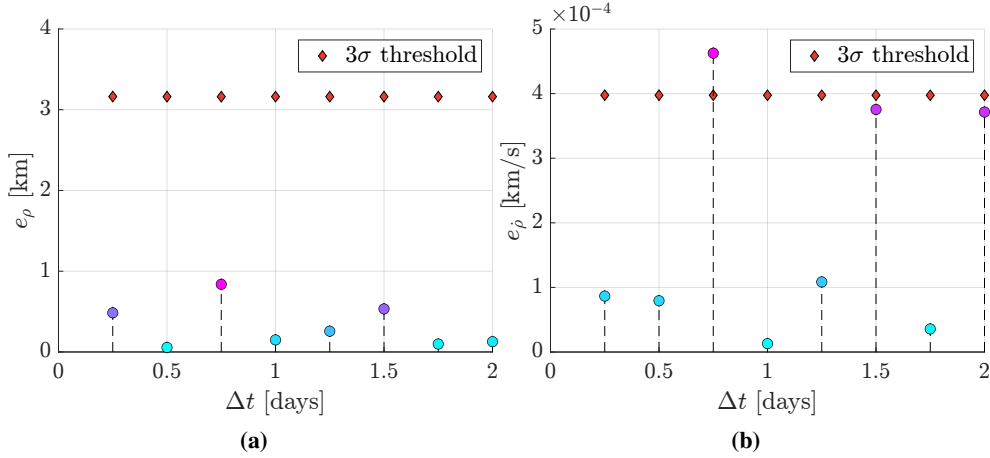 4
3
2
1
0
0
0.5
1
1.5
2
3σ threshold
e_ρ [km]
Δt [days]
(a)
×10⁻⁴
5
4
3
2
1
0
0
0.5
1
1.5
2
3σ threshold
e_ρ̇ [km/s]
Δt [days]
(b)